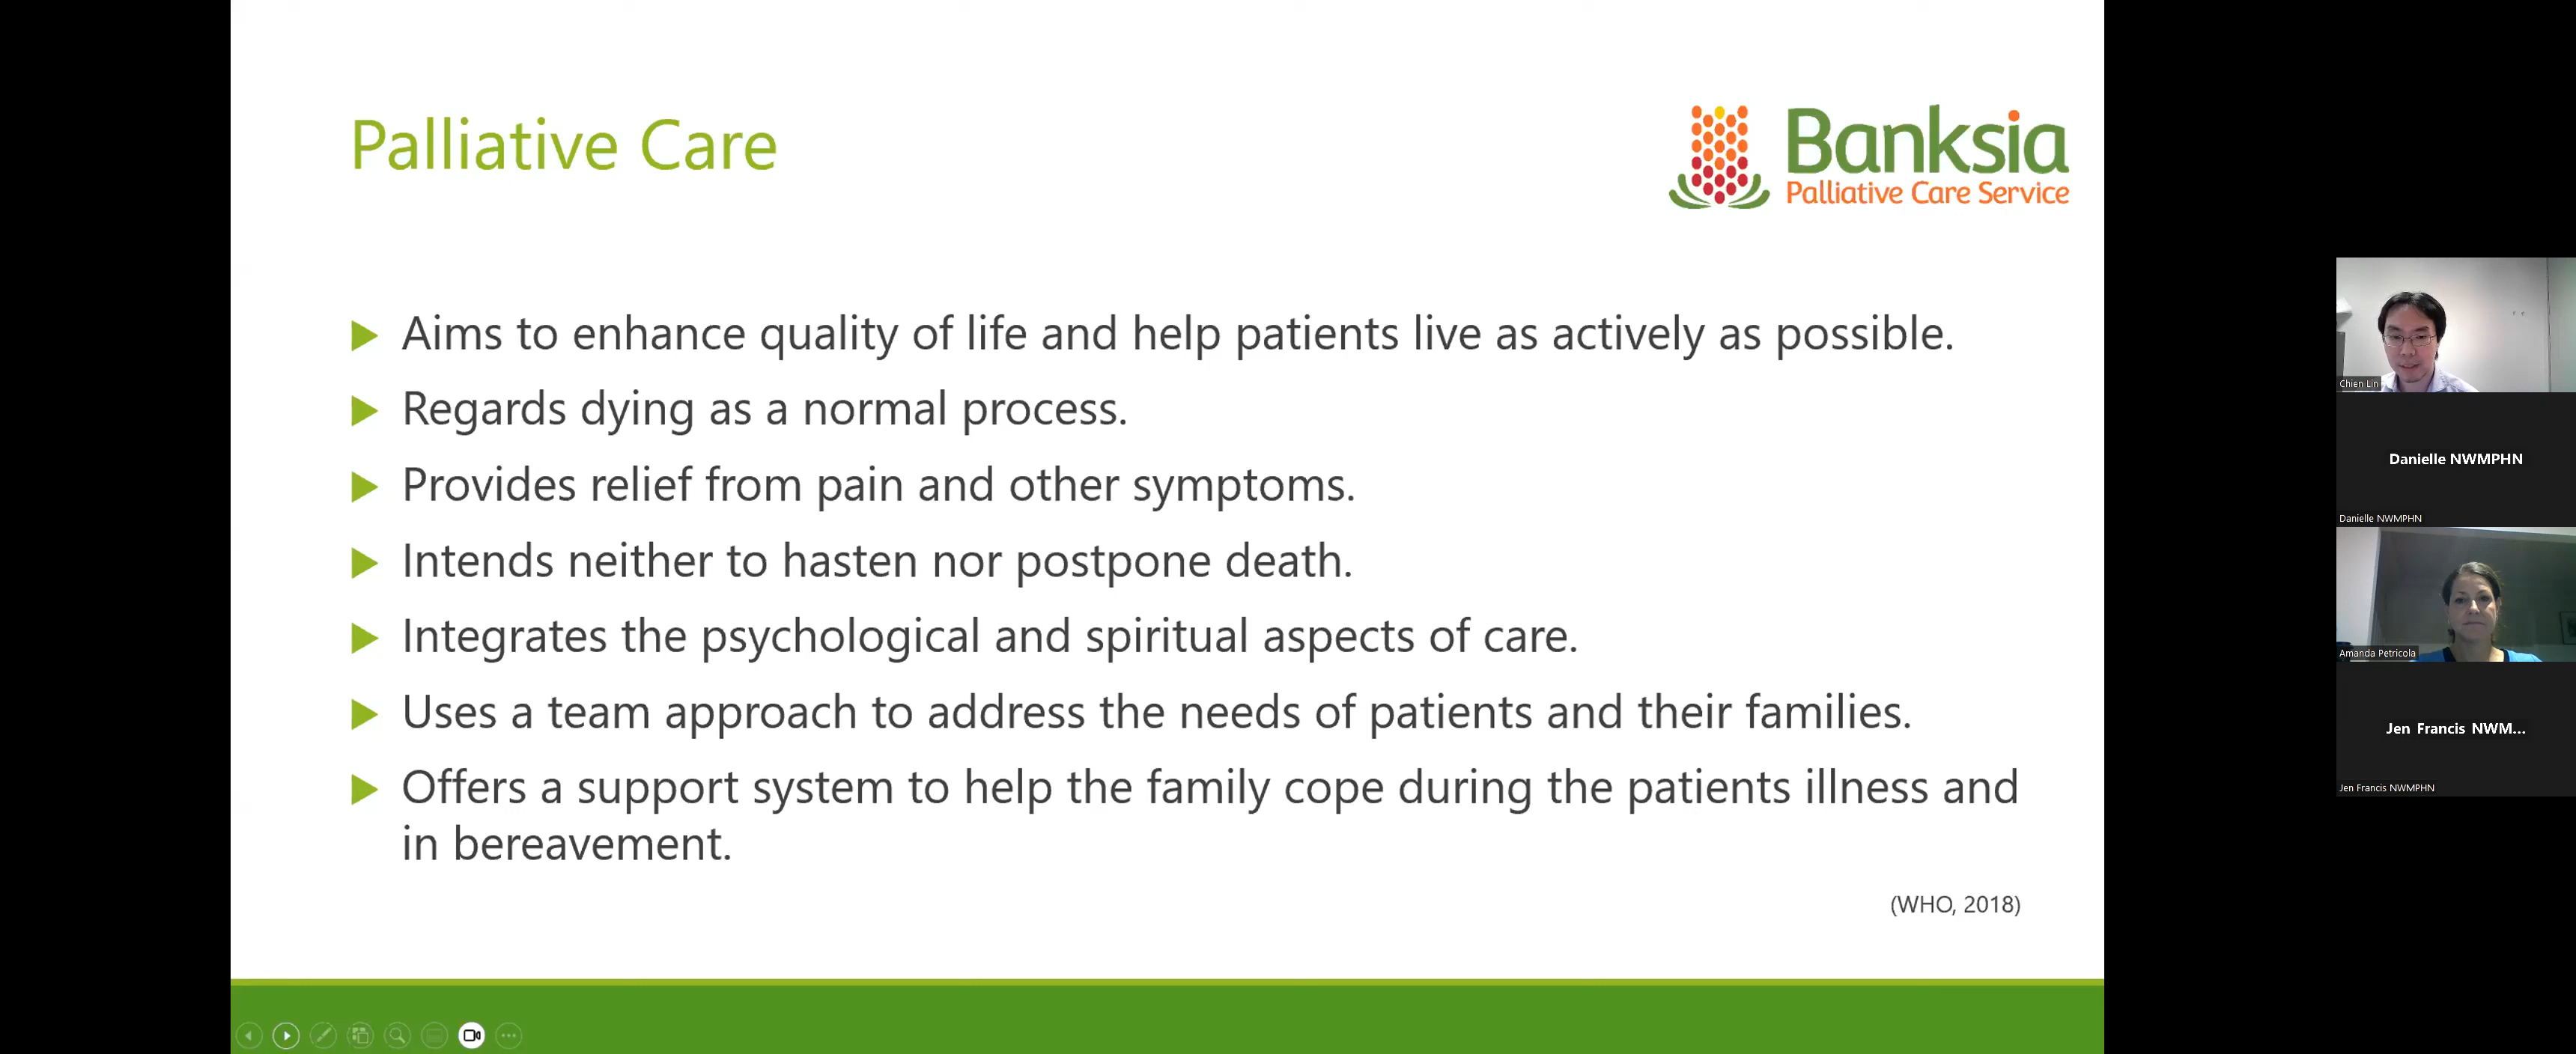 Palliative Care
Banksia
Palliative Care Service
Aims to enhance quality of life and help patients live as actively as possible.
Regards dying as a normal process.
Provides relief from pain and other symptoms.
Intends neither to hasten nor postpone death.
Integrates the psychological and spiritual aspects of care.
Uses a team approach to address the needs of patients and their families.
Offers a support system to help the family cope during the patients illness and
in bereavement.
(WHO, 2018)
Chien Lin
Danielle NWMPHN
Danielle NWMPHN
Amanda Petricola
Jen Francis NWM...
Jen Francis NWMPHN